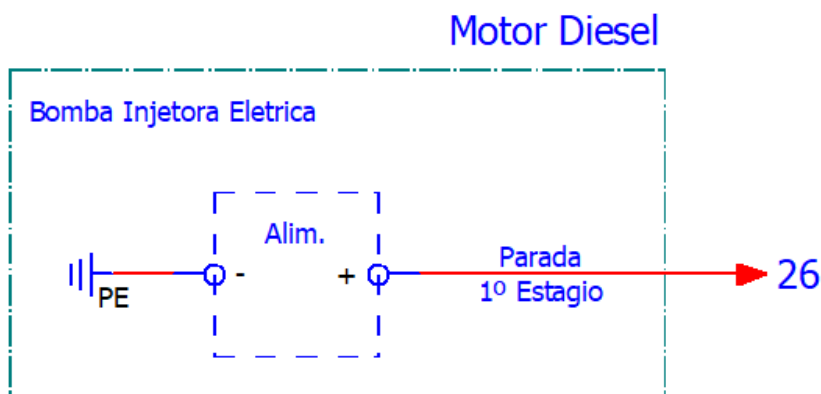 Motor Diesel
Bomba Injetora Eletrica
Alim.
- +
PE
Parada
1º Estagio
26